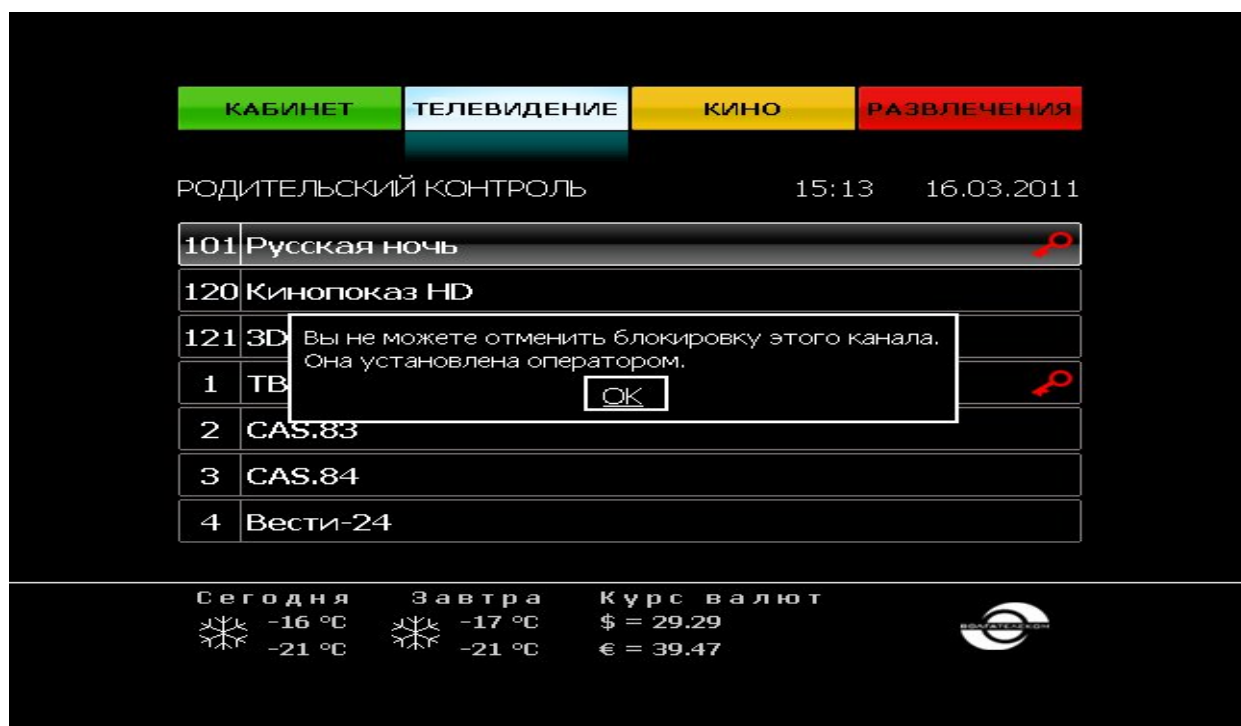 КАБИНЕТ ТЕЛЕВИДЕНИЕ КИНО РАЗВЛЕЧЕНИЯ
РОДИТЕЛЬСКИЙ КОНТРОЛЬ 15:13 16.03.2011
101 Русская ночь
120 Кинопоказ HD
121 3D
Вы не можете отменить блокировку этого канала.
Она установлена оператором.
OK
1 ТВ
2 CAS.83
3 CAS.84
4 Вести-24
Сегодня Завтра Курс валют
-16 °C -17 °C $ = 29.29
-21 °C -21 °C € = 39.47
ВОЛГАТЕЛЕКОМ